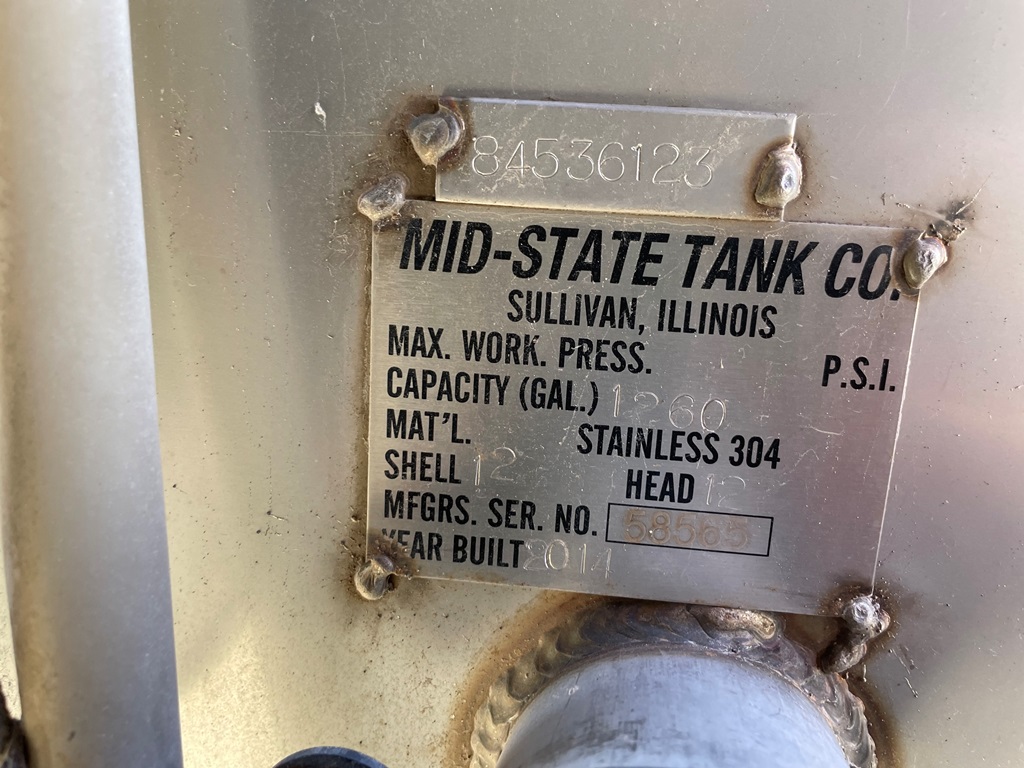 84536123
MID-STATE TANK CO.
SULLIVAN, ILLINOIS
MAX. WORK. PRESS. P.S.I.
CAPACITY (GAL.) 1260
MAT'L. STAINLESS 304
SHELL 12 HEAD 12
MFGRS. SER. NO. 58565
YEAR BUILT 2014